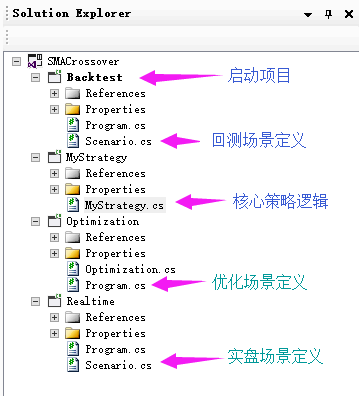 Solution Explorer
SMACrossover
Backtest 启动项目
References
Properties
Program.cs
Scenario.cs 回测场景定义
MyStrategy
References
Properties
MyStrategy.cs 核心策略逻辑
Optimization
References
Properties
Optimization.cs
Program.cs 优化场景定义
Realtime
References
Properties
Program.cs
Scenario.cs 实盘场景定义